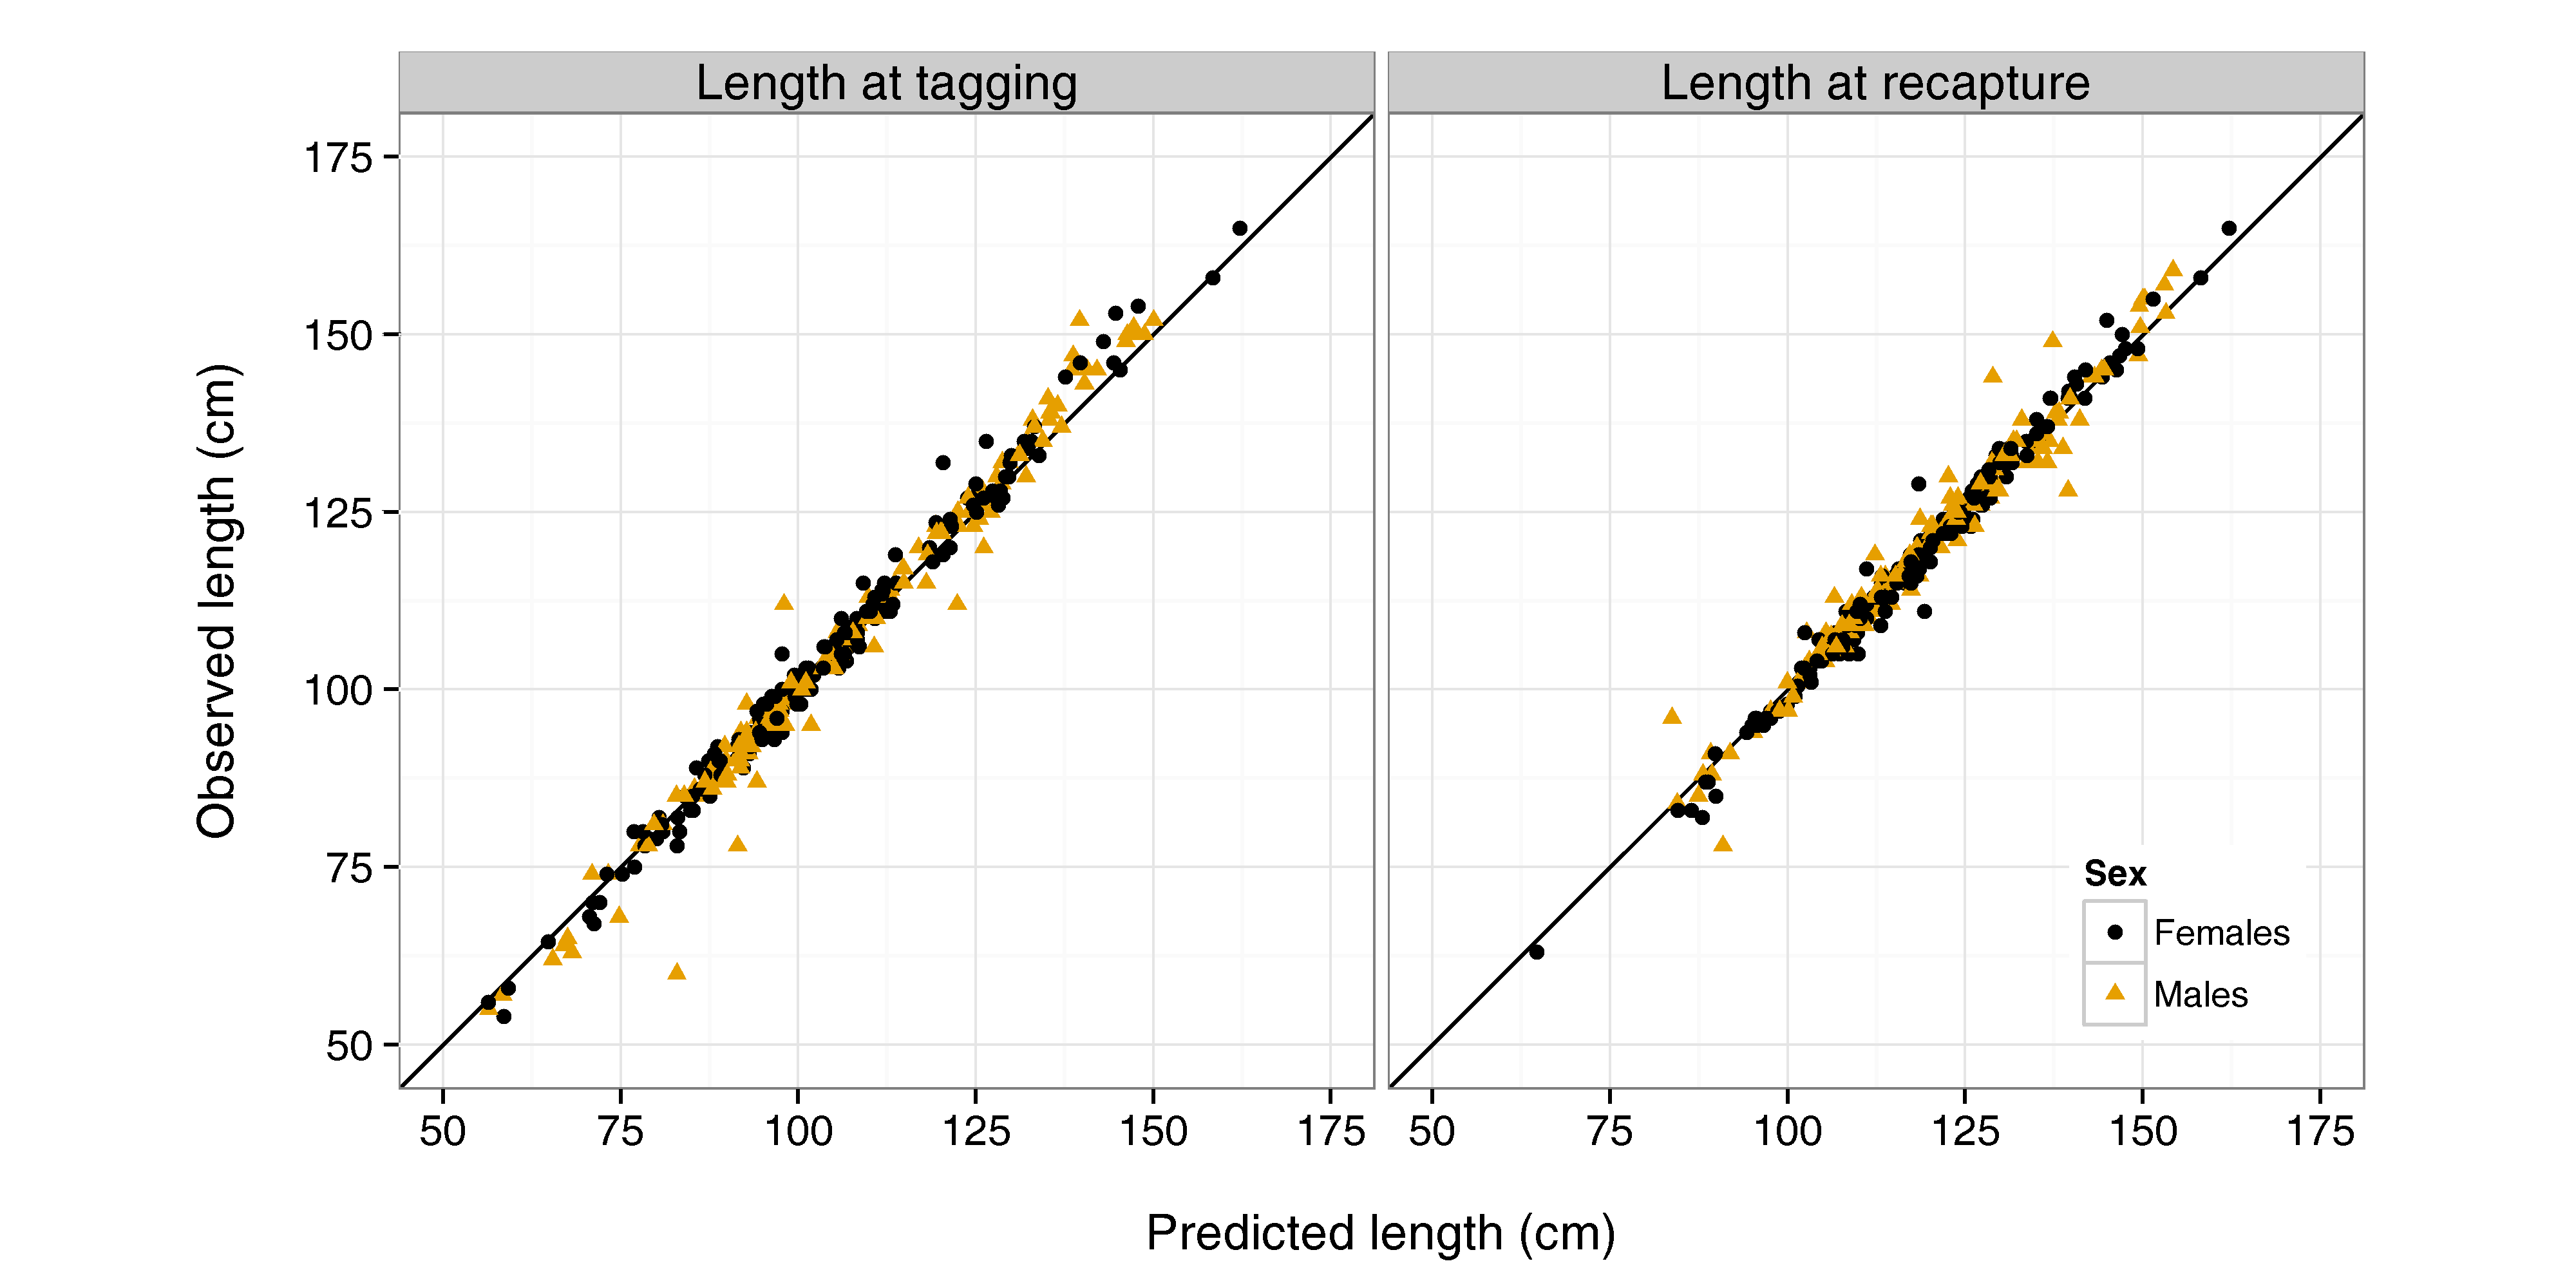 Length at tagging
Length at recapture
Observed length (cm)
175
150
125
100
75
50
50 75 100 125 150 175
50 75 100 125 150 175
Predicted length (cm)
Sex
Females
Males